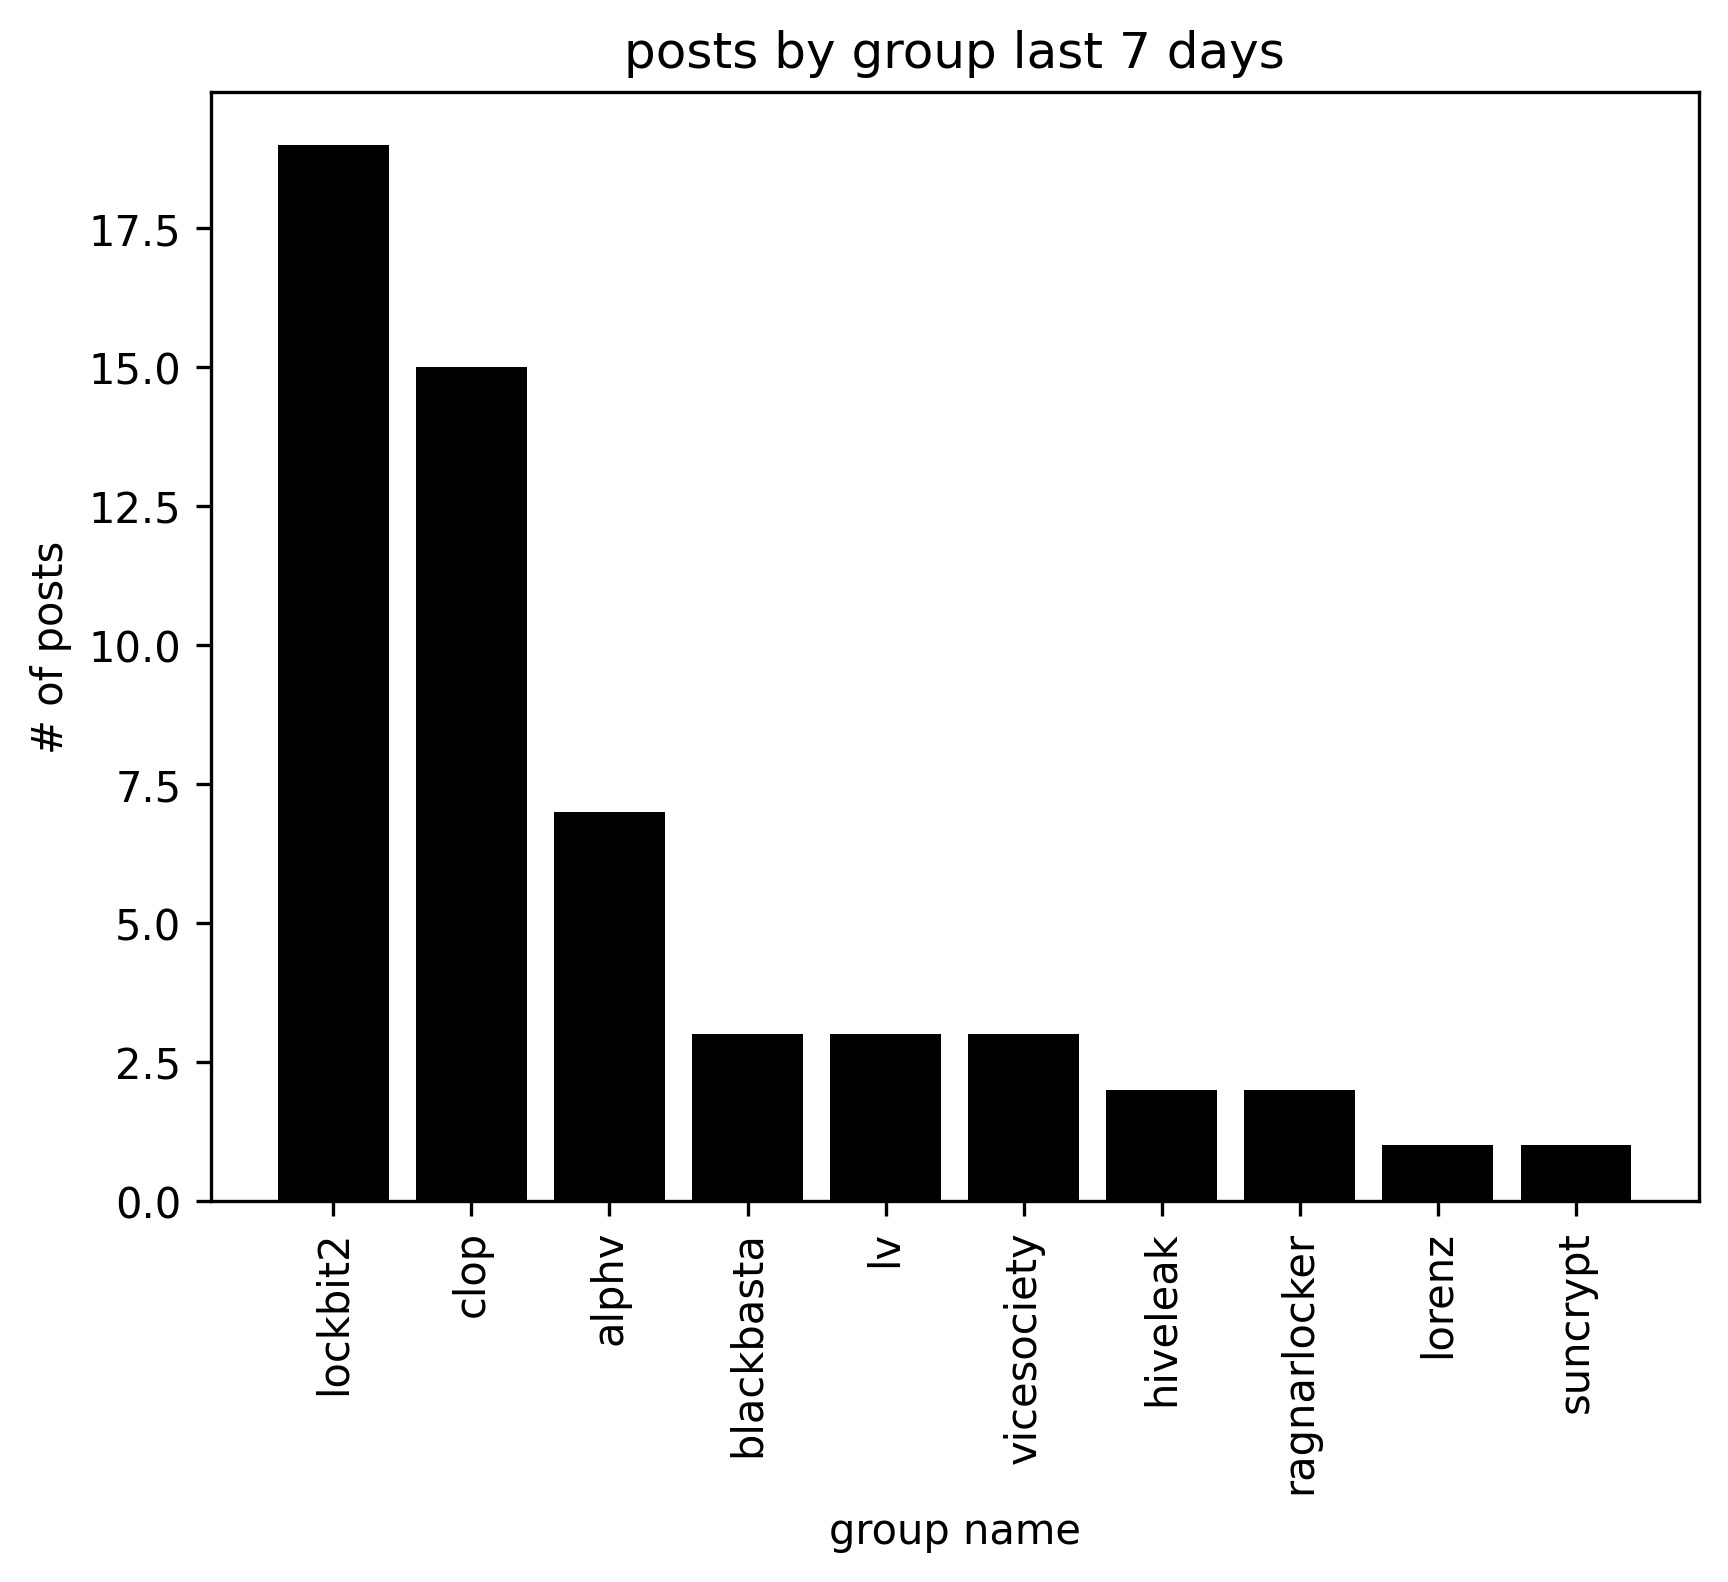 posts by group last 7 days
# of posts
17.5
15.0
12.5
10.0
7.5
5.0
2.5
0.0
lockbit2
clop
alphv
blackbasta
lv
vicesociety
hiveleak
ragnarlocker
lorenz
suncrypt
group name